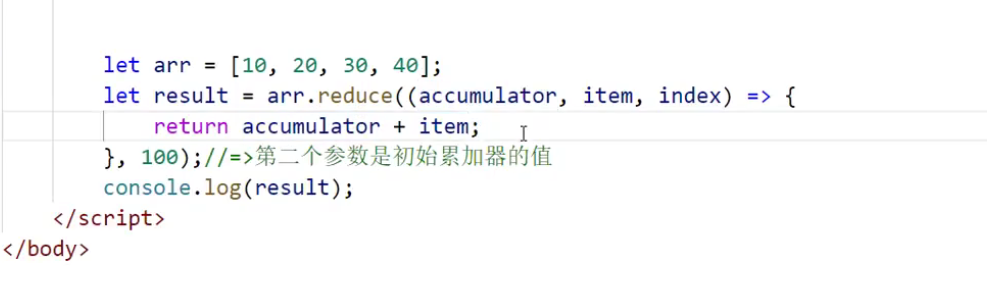 let arr = [10, 20, 30, 40];
let result = arr.reduce((accumulator, item, index) => {
return accumulator + item;
}, 100);//=>第二个参数是初始累加器的值
console.log(result);
</script>
</body>